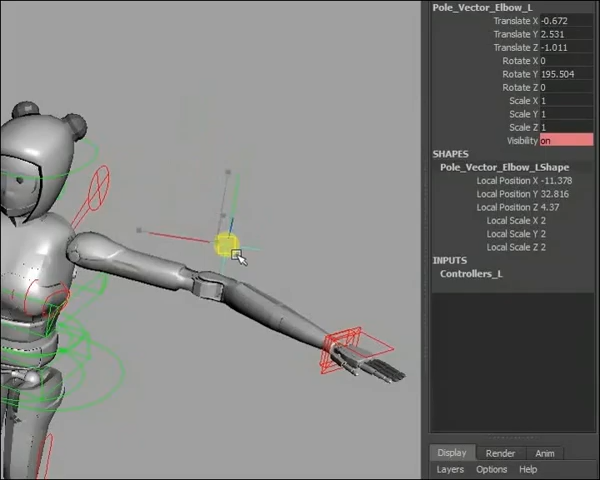 Pole_Vector_Elbow_L
Translate X -0.672
Translate Y 2.531
Translate Z -1.011
Rotate X 0
Rotate Y 195.504
Rotate Z 0
Scale X 1
Scale Y 1
Scale Z 1
Visibility on
SHAPES
Pole_Vector_Elbow_LShape
Local Position X -11.378
Local Position Y 32.816
Local Position Z 4.37
Local Scale X 2
Local Scale Y 2
Local Scale Z 2
INPUTS
Controllers_L
Display Render Anim
Layers Options Help